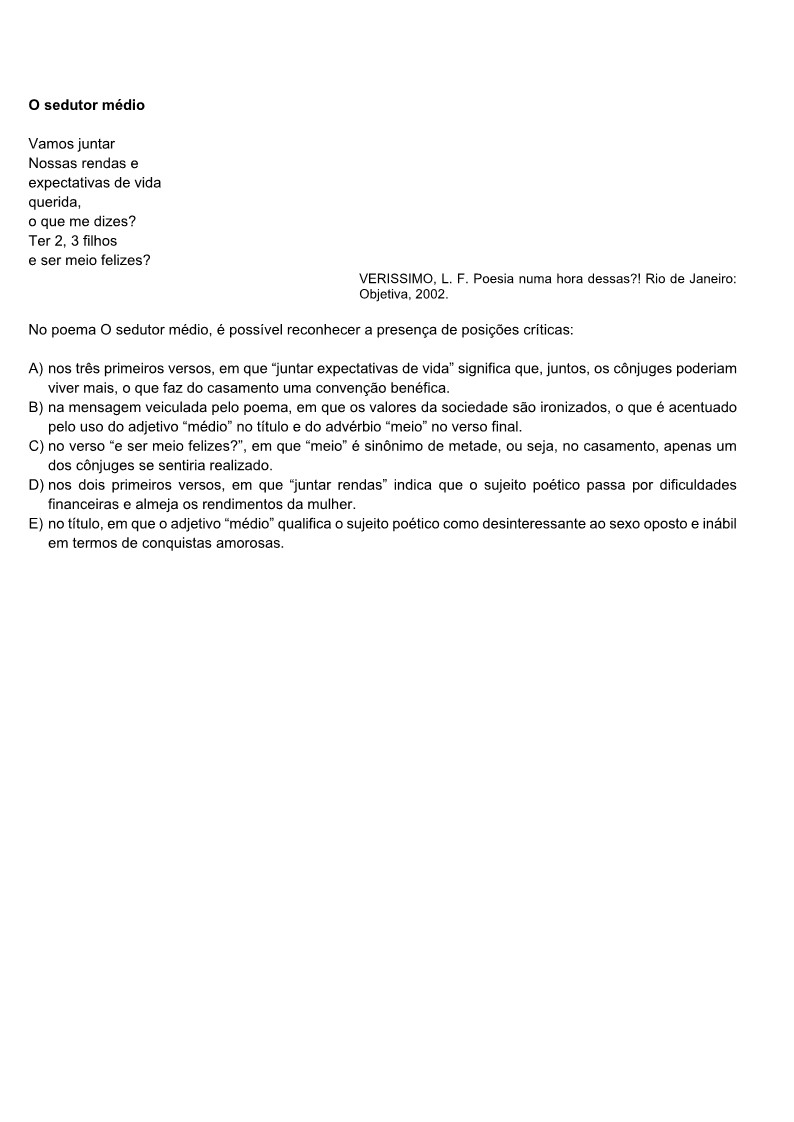 O sedutor médio
Vamos juntar
Nossas rendas e
expectativas de vida
querida,
o que me dizes?
Ter 2, 3 filhos
e ser meio felizes?
VERISSIMO, L. F. Poesia numa hora dessas?! Rio de Janeiro:
Objetiva, 2002.
No poema O sedutor médio, é possível reconhecer a presença de posições críticas:
A) nos três primeiros versos, em que “juntar expectativas de vida” significa que, juntos, os cônjuges poderiam
viver mais, o que faz do casamento uma convenção benéfica.
B) na mensagem veiculada pelo poema, em que os valores da sociedade são ironizados, o que é acentuado
pelo uso do adjetivo “médio” no título e do advérbio “meio” no verso final.
C) no verso “e ser meio felizes?”, em que “meio” é sinônimo de metade, ou seja, no casamento, apenas um
dos cônjuges se sentiria realizado.
D) nos dois primeiros versos, em que “juntar rendas” indica que o sujeito poético passa por dificuldades
financeiras e almeja os rendimentos da mulher.
E) no título, em que o adjetivo “médio” qualifica o sujeito poético como desinteressante ao sexo oposto e inábil
em termos de conquistas amorosas.